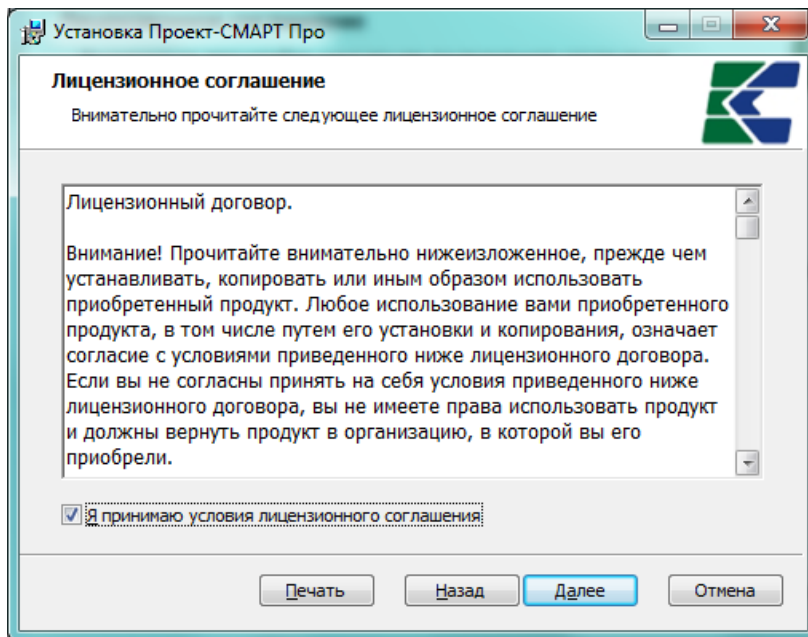 Установка Проект-СМАРТ Про
Лицензионное соглашение
Внимательно прочитайте следующее лицензионное соглашение
Лицензионный договор.
Внимание! Прочитайте внимательно нижеизложенное, прежде чем
устанавливать, копировать или иным образом использовать
приобретенный продукт. Любое использование вами приобретенного
продукта, в том числе путем его установки и копирования, означает
согласие с условиями приведенного ниже лицензионного договора.
Если вы не согласны принять на себя условия приведенного ниже
лицензионного договора, вы не имеете права использовать продукт
и должны вернуть продукт в организацию, в которой вы его
приобрели.
Я принимаю условия лицензионного соглашения
Печать Назад Далее Отмена